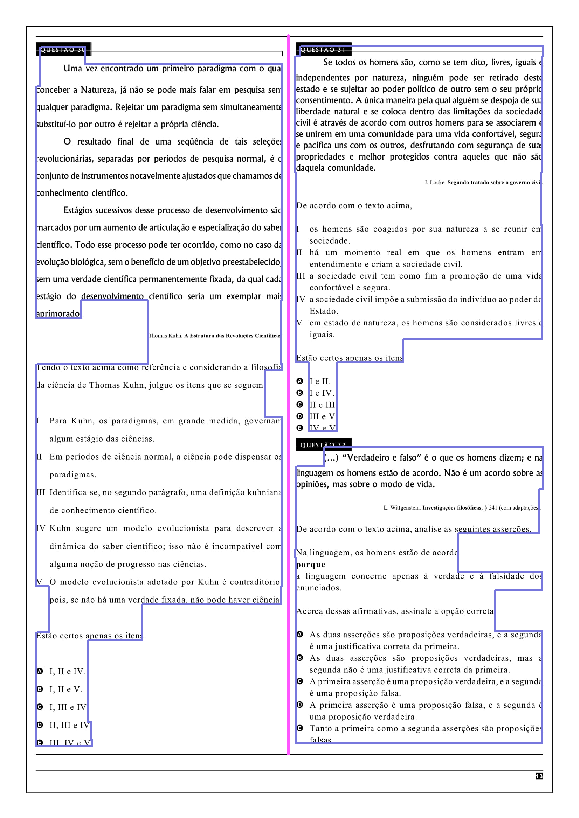 QUESTÃO 30
Uma vez encontrado um primeiro paradigma com o qual
conceber a Natureza, já não se pode mais falar em pesquisa sem
qualquer paradigma. Rejeitar um paradigma sem simultaneamente
substituí-lo por outro é rejeitar a própria ciência.
O resultado final de uma seqüência de tais seleções
revolucionárias, separadas por períodos de pesquisa normal, é o
conjunto de instrumentos notavelmente ajustados que chamamos de
conhecimento científico.
Estágios sucessivos desse processo de desenvolvimento são
marcados por um aumento de articulação e especialização do saber
científico. Todo esse processo pode ter ocorrido, como no caso da
evolução biológica, sem o benefício de um objetivo preestabelecido,
sem uma verdade científica permanentemente fixada, da qual cada
estágio do desenvolvimento científico seria um exemplar mais
aprimorado.
Thomas Kuhn. A Estrutura das Revoluções Científicas
Tendo o texto acima como referência e considerando a filosofia
da ciência de Thomas Kuhn, julgue os itens que se seguem.
I Para Kuhn, os paradigmas, em grande medida, governam
algum estágio das ciências.
II Em períodos de ciência normal, a ciência pode dispensar os
paradigmas.
III Identifica-se, no segundo parágrafo, uma definição kuhniana
de conhecimento científico.
IV Kuhn sugere um modelo evolucionista para descrever a
dinâmica do saber científico; isso não é incompatível com
alguma noção de progresso nas ciências.
V O modelo evolucionista adotado por Kuhn é contraditório,
pois, se não há uma verdade fixada, não pode haver ciência.
Estão certos apenas os itens
A I, II e IV.
B I, II e V.
C I, III e IV.
D II, III e IV.
E III, IV e V.
QUESTÃO 31
Se todos os homens são, como se tem dito, livres, iguais e
independentes por natureza, ninguém pode ser retirado deste
estado e se sujeitar ao poder político de outro sem o seu próprio
consentimento. A única maneira pela qual alguém se despoja de sua
liberdade natural e se coloca dentro das limitações da sociedade
civil é através de acordo com outros homens para se associarem e
se unirem em uma comunidade para uma vida confortável, segura
e pacífica uns com os outros, desfrutando com segurança de suas
propriedades e melhor protegidos contra aqueles que não são
daquela comunidade.
J. Locke. Segundo tratado sobre o governo civil
De acordo com o texto acima,
I os homens são coagidos por sua natureza a se reunir em
sociedade.
II há um momento real em que os homens entram em
entendimento e criam a sociedade civil.
III a sociedade civil tem como fim a promoção de uma vida
confortável e segura.
IV a sociedade civil impõe a submissão do indivíduo ao poder do
Estado.
V em estado de natureza, os homens são considerados livres e
iguais.
Estão certos apenas os itens
A I e II.
B I e IV.
C II e III.
D III e V.
E IV e V.
QUESTÃO 32
(...) “Verdadeiro e falso” é o que os homens dizem; e na
linguagem os homens estão de acordo. Não é um acordo sobre as
opiniões, mas sobre o modo de vida.
L. Wittgenstein. Investigações filosóficas, § 241 (com adaptações).
De acordo com o texto acima, analise as seguintes asserções.
Na linguagem, os homens estão de acordo
porque
a linguagem concerne apenas à verdade e à falsidade dos
enunciados.
Acerca dessas afirmativas, assinale a opção correta.
A As duas asserções são proposições verdadeiras, e a segunda
é uma justificativa correta da primeira.
B As duas asserções são proposições verdadeiras, mas a
segunda não é uma justificativa correta da primeira.
C A primeira asserção é uma proposição verdadeira, e a segunda
é uma proposição falsa.
D A primeira asserção é uma proposição falsa, e a segunda é
uma proposição verdadeira.
E Tanto a primeira como a segunda asserções são proposições
falsas.